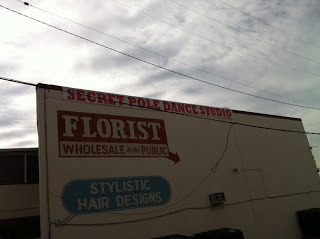 SECRET POLE DANCE STUDIO
FLORIST
WHOLESALE to the PUBLIC
STYLISTIC
HAIR DESIGNS